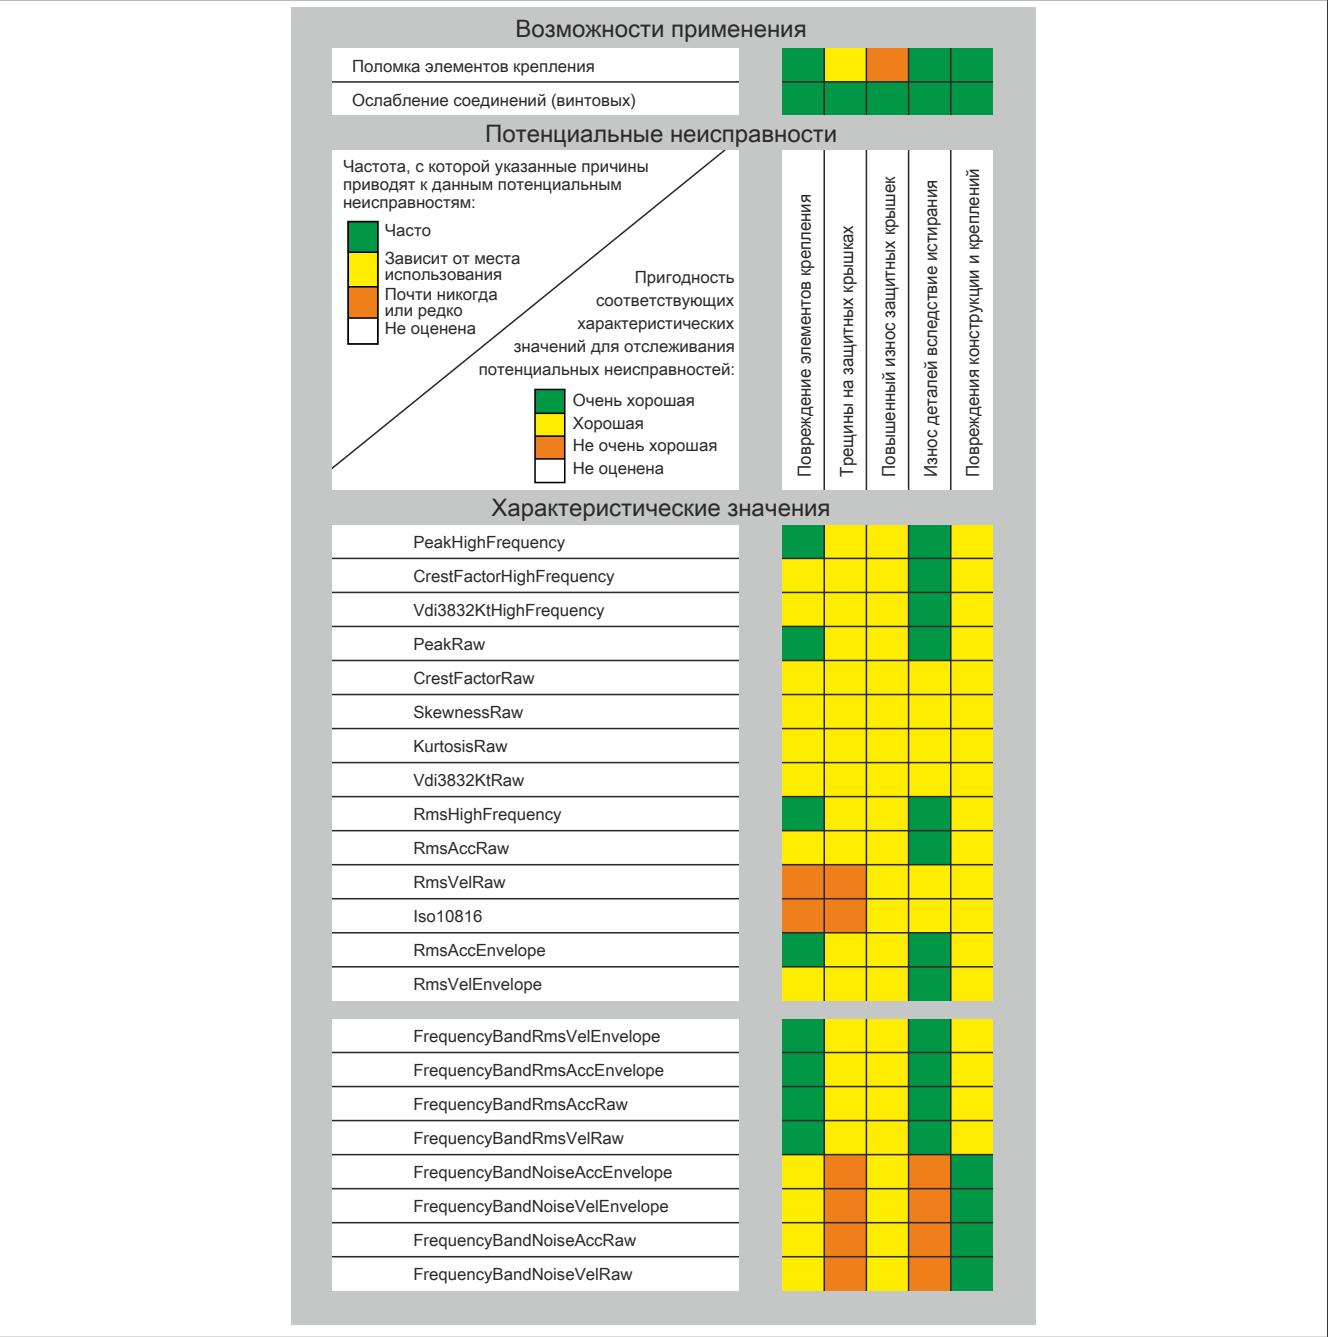 Возможности применения
Поломка элементов крепления
Ослабление соединений (винтовых)
Потенциальные неисправности
Частота, с которой указанные причины
приводят к данным потенциальным
неисправностям:
Часто
Зависит от места
использования
Почти никогда
или редко
Не оценена
Пригодность
соответствующих
характеристических
значений для отслеживания
потенциальных неисправностей:
Очень хорошая
Хорошая
Не очень хорошая
Не оценена
Повреждение элементов крепления
Трещины на защитных крышках
Повышенный износ защитных крышек
Износ деталей вследствие истирания
Повреждения конструкции и креплений
Характеристические значения
PeakHighFrequency
CrestFactorHighFrequency
Vdi3832KtHighFrequency
PeakRaw
CrestFactorRaw
SkewnessRaw
KurtosisRaw
Vdi3832KtRaw
RmsHighFrequency
RmsAccRaw
RmsVelRaw
Iso10816
RmsAccEnvelope
RmsVelEnvelope
FrequencyBandRmsVelEnvelope
FrequencyBandRmsAccEnvelope
FrequencyBandRmsAccRaw
FrequencyBandRmsVelRaw
FrequencyBandNoiseAccEnvelope
FrequencyBandNoiseVelEnvelope
FrequencyBandNoiseAccRaw
FrequencyBandNoiseVelRaw